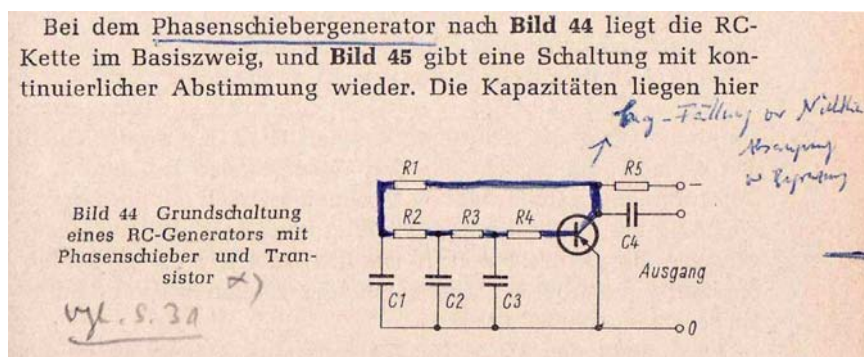 Bei dem Phasenschiebergenerator nach Bild 44 liegt die RC-
Kette im Basiszweig, und Bild 45 gibt eine Schaltung mit kon-
tinuierlicher Abstimmung wieder. Die Kapazitäten liegen hier
R1
R5
−
Bild 44 Grundschaltung
eines RC-Generators mit
Phasenschieber und Tran-
sistor
vgl. S. 31
R2
R3
R4
C4
Ausgang
C1
C2
C3
0